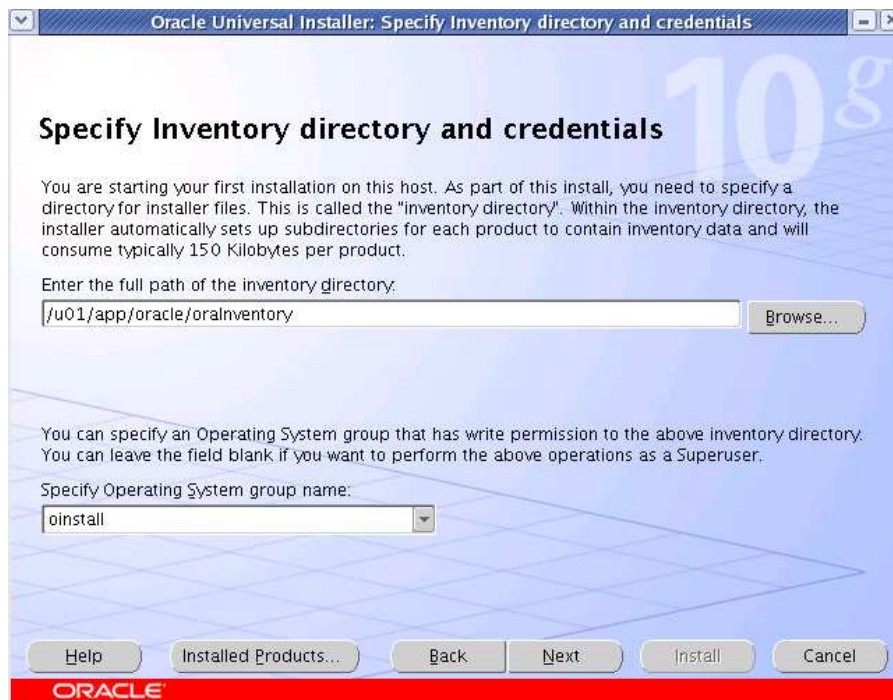 Oracle Universal Installer: Specify Inventory directory and credentials
10g
Specify Inventory directory and credentials
You are starting your first installation on this host. As part of this install, you need to specify a
directory for installer files. This is called the "inventory directory". Within the inventory directory, the
installer automatically sets up subdirectories for each product to contain inventory data and will
consume typically 150 Kilobytes per product.
Enter the full path of the inventory directory:
/u01/app/oracle/oraInventory
Browse...
You can specify an Operating System group that has write permission to the above inventory directory.
You can leave the field blank if you want to perform the above operations as a Superuser.
Specify Operating System group name:
oinstall
Help Installed Products... Back Next Install Cancel
ORACLE